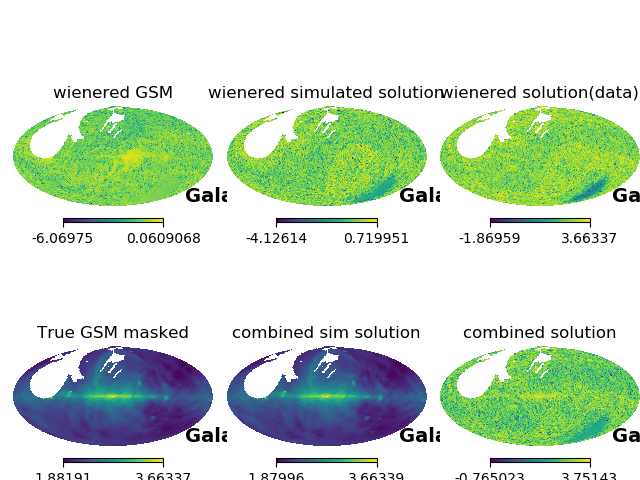 wienered GSM
wienered simulated solution
wienered solution(data)
Gala
Gala
Ga
-6.06975 0.0609068
-4.12614 0.719951
-1.86959 3.66337
True GSM masked
combined sim solution
combined solution
Gala
Gala
Ga
1.88191 3.66337
1.87996 3.66339
-0.765023 3.75143